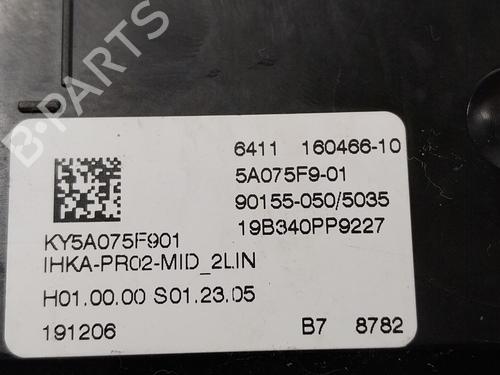 B-PARTS
6411 160466-10
5A075F9-01
90155-050/5035
19B340PP9227
KY5A075F901
IHKA-PR02-MID_2LIN
H01.00.00 S01.23.05
191206 B7 8782